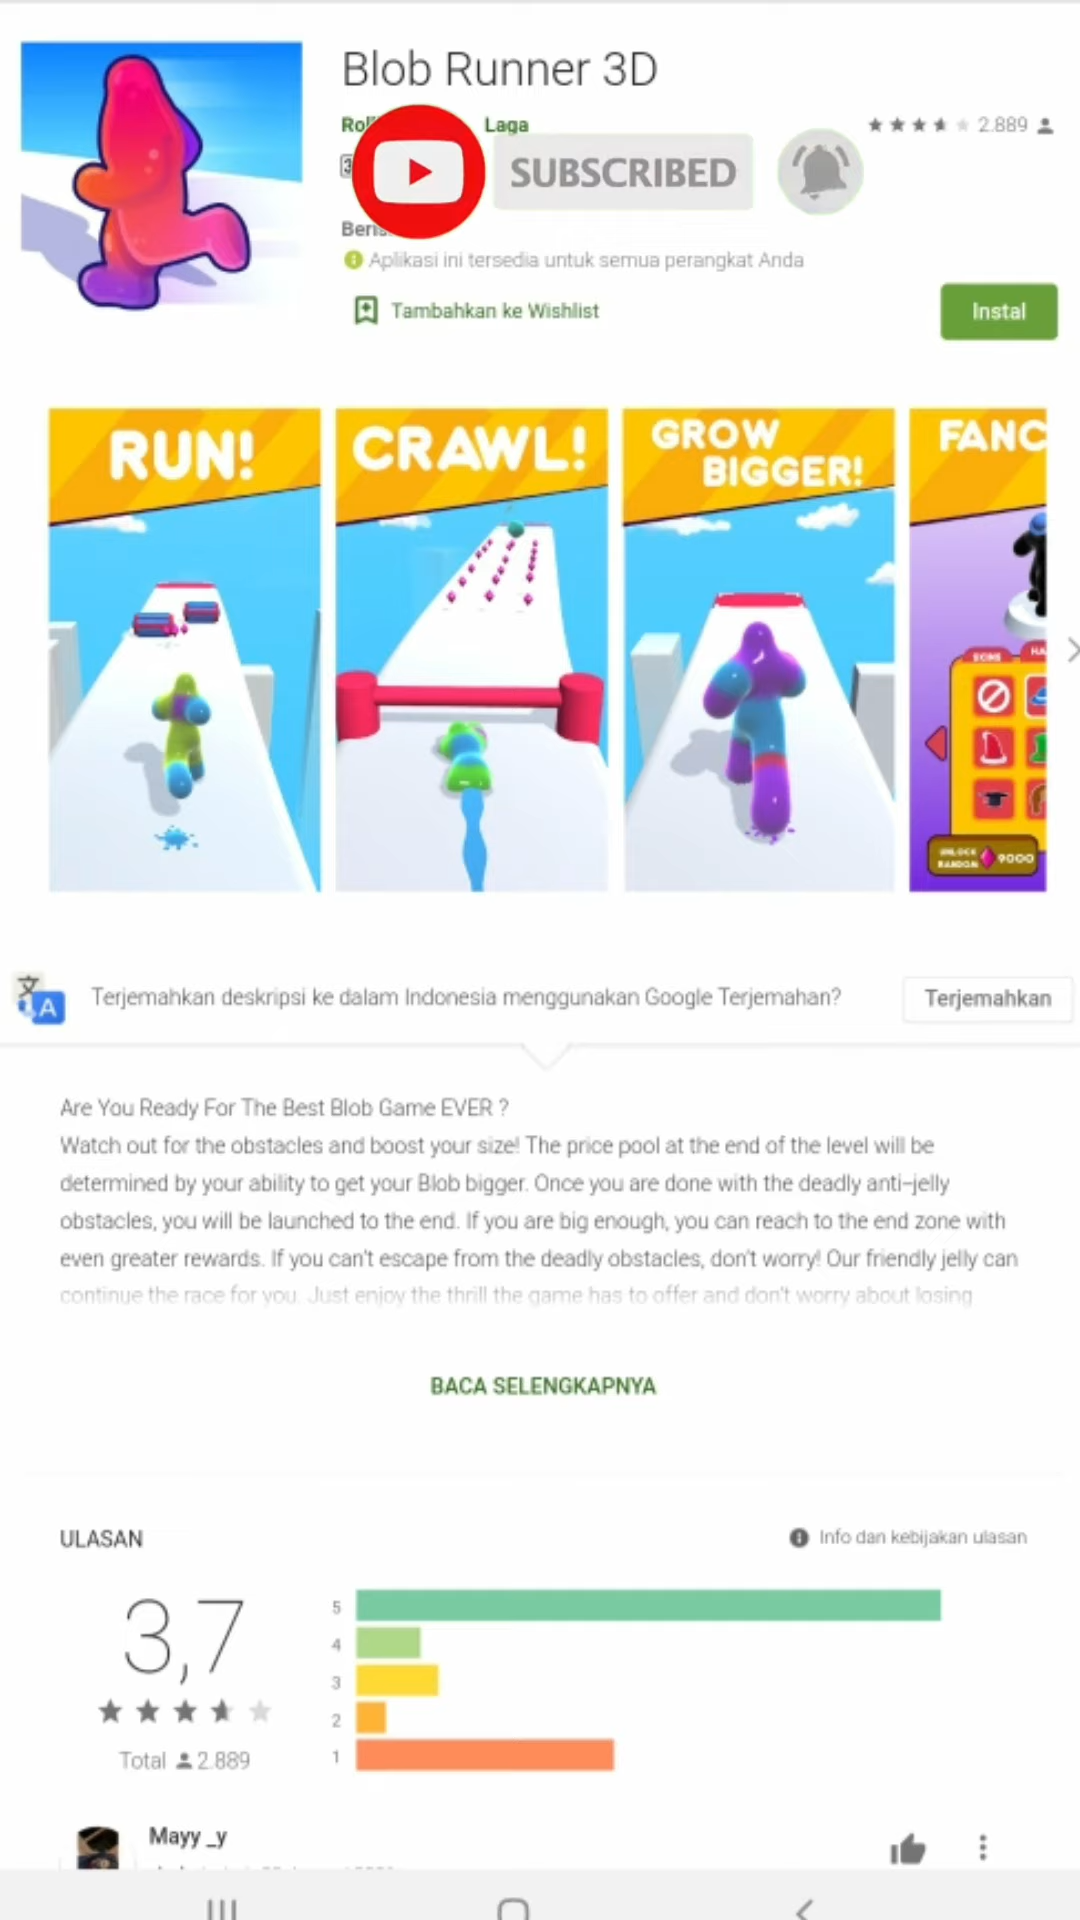 Blob Runner 3D
Laga
2.889
SUBSCRIBED
Aplikasi ini tersedia untuk semua perangkat Anda
Tambahkan ke Wishlist
Instal
RUN!
CRAWL!
GROW
BIGGER!
FANC
SKINS
HA
UNLOCK
RANDOM
9000
Terjemahkan deskripsi ke dalam Indonesia menggunakan Google Terjemahan?
Terjemahkan
Are You Ready For The Best Blob Game EVER ?
Watch out for the obstacles and boost your size! The price pool at the end of the level will be
determined by your ability to get your Blob bigger. Once you are done with the deadly anti-jelly
obstacles, you will be launched to the end. If you are big enough, you can reach to the end zone with
even greater rewards. If you can't escape from the deadly obstacles, don't worry! Our friendly jelly can
continue the race for you. Just enjoy the thrill the game has to offer and don't worry about losing
BACA SELENGKAPNYA
ULASAN
Info dan kebijakan ulasan
3,7
Total 2.889
5
4
3
2
1
Mayy _y